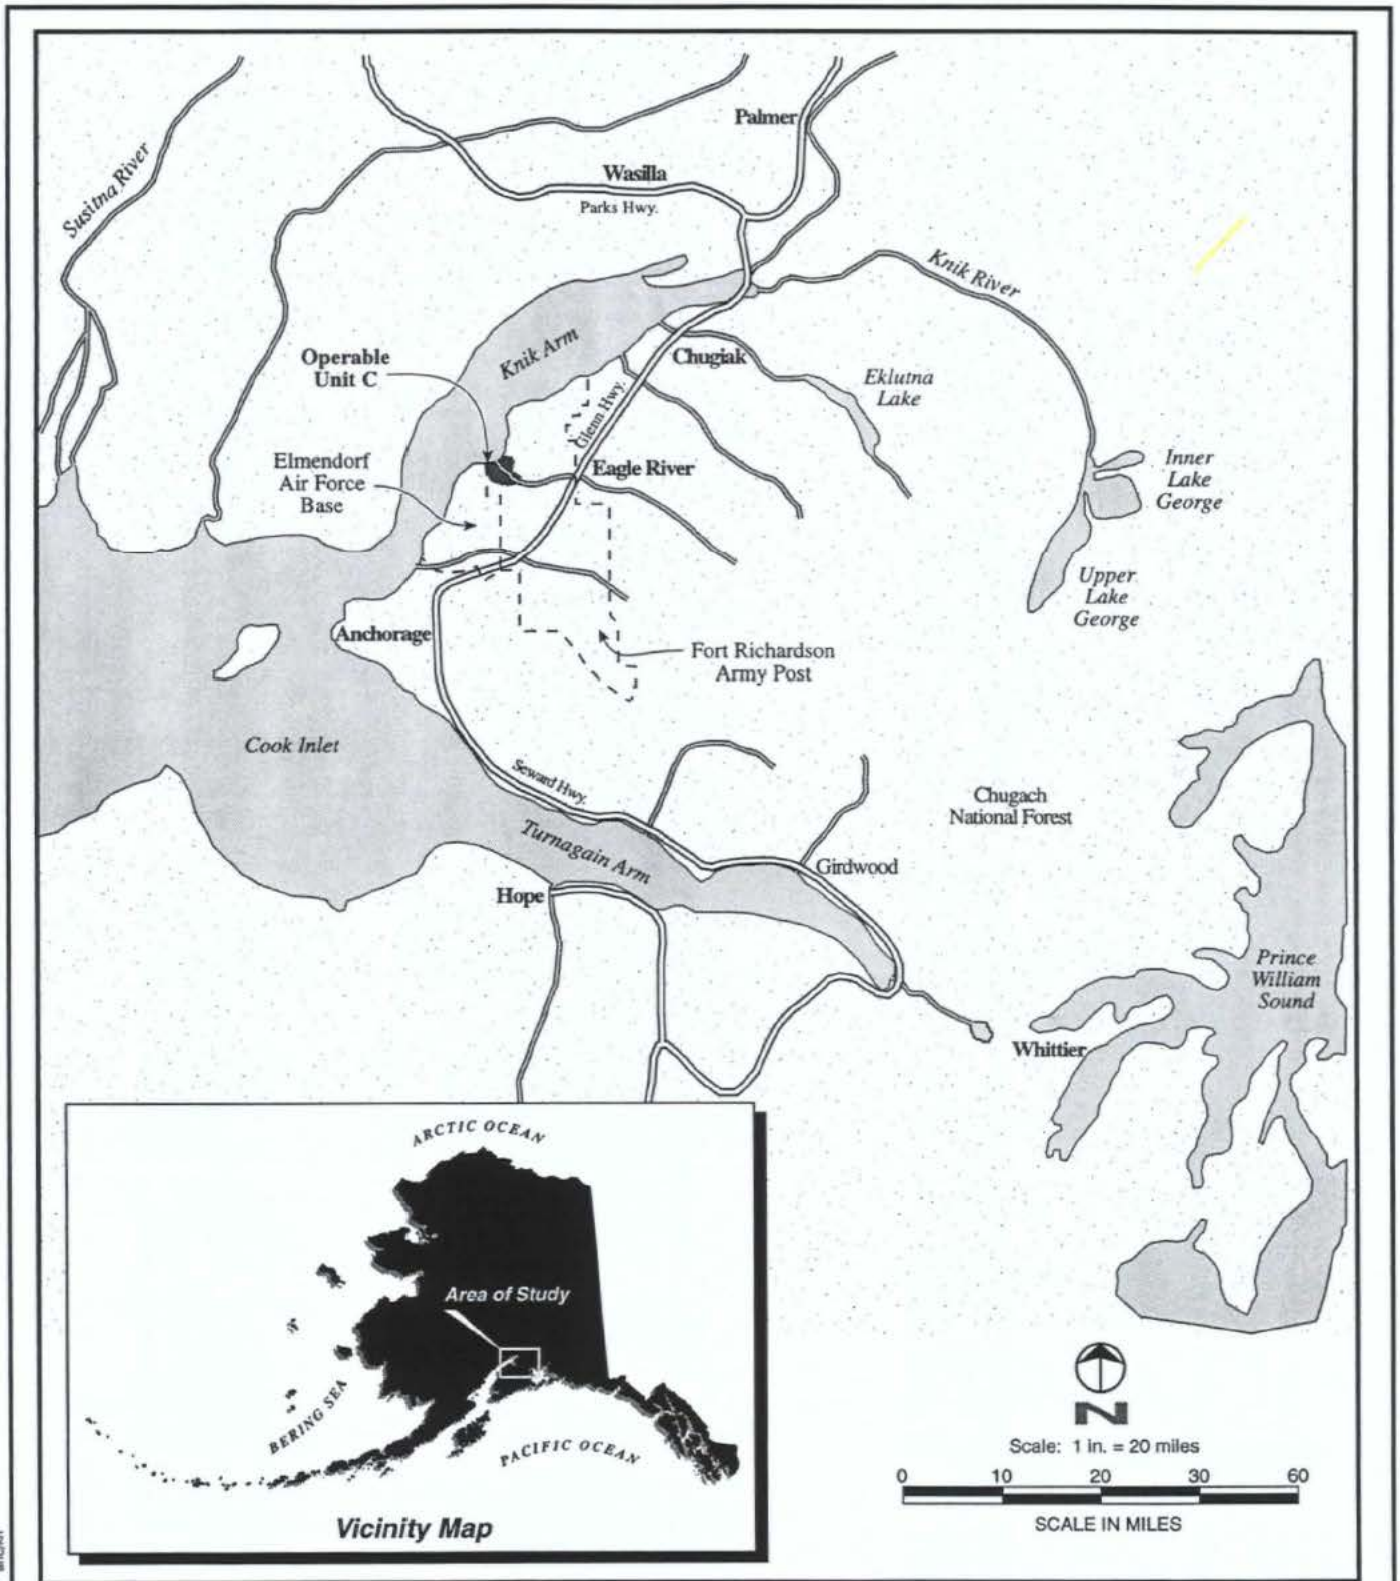 Palmer
Susitna River
Wasilla
Parks Hwy.
Knik River
Operable
Unit C
Knik Arm
Chugiak
Eklutna
Lake
Glenn Hwy.
Elmendorf
Air Force
Base
Eagle River
Inner
Lake
George
Upper
Lake
George
Anchorage
Fort Richardson
Army Post
Cook Inlet
Seward Hwy.
Chugach
National Forest
Turnagain Arm
Girdwood
Hope
Prince
William
Sound
Whittier
ARCTIC OCEAN
Area of Study
BERING SEA
PACIFIC OCEAN
Vicinity Map
N
Scale: 1 in. = 20 miles
0 10 20 30 60
SCALE IN MILES